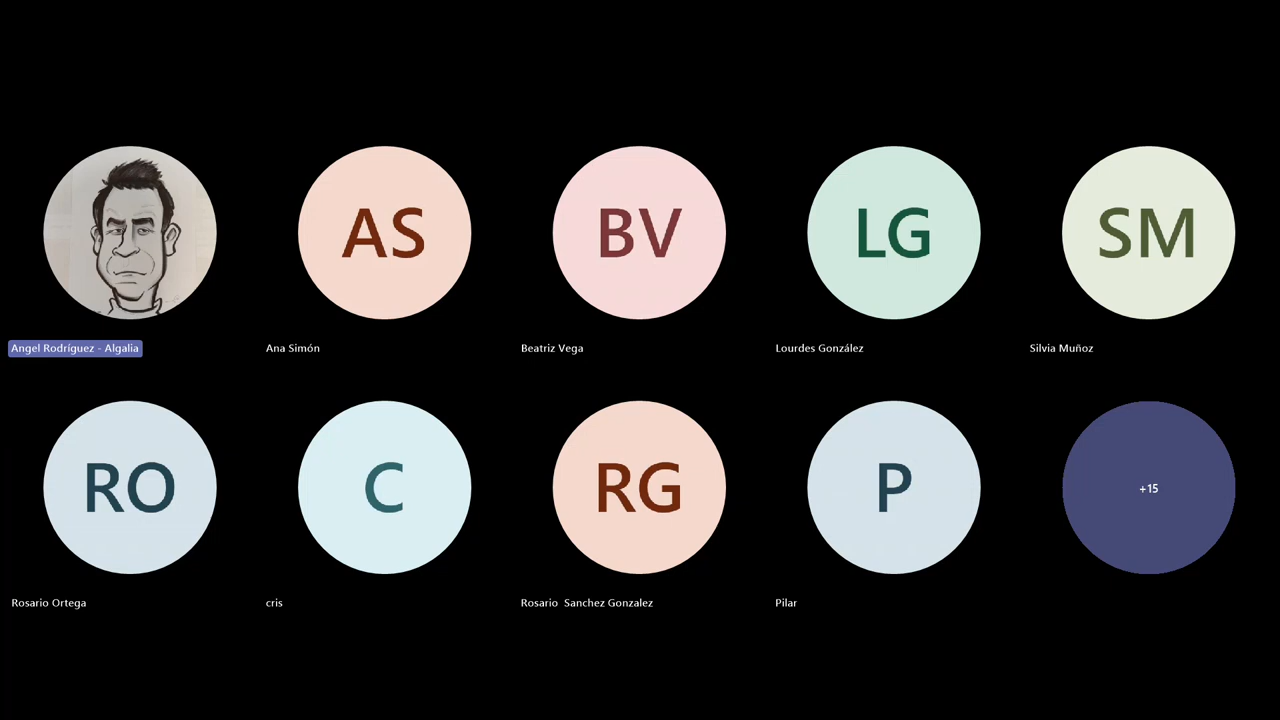 AS
BV
LG
SM
Angel Rodríguez - Algalia
Ana Simón
Beatriz Vega
Lourdes González
Silvia Muñoz
RO
C
RG
P
+15
Rosario Ortega
cris
Rosario  Sanchez Gonzalez
Pilar